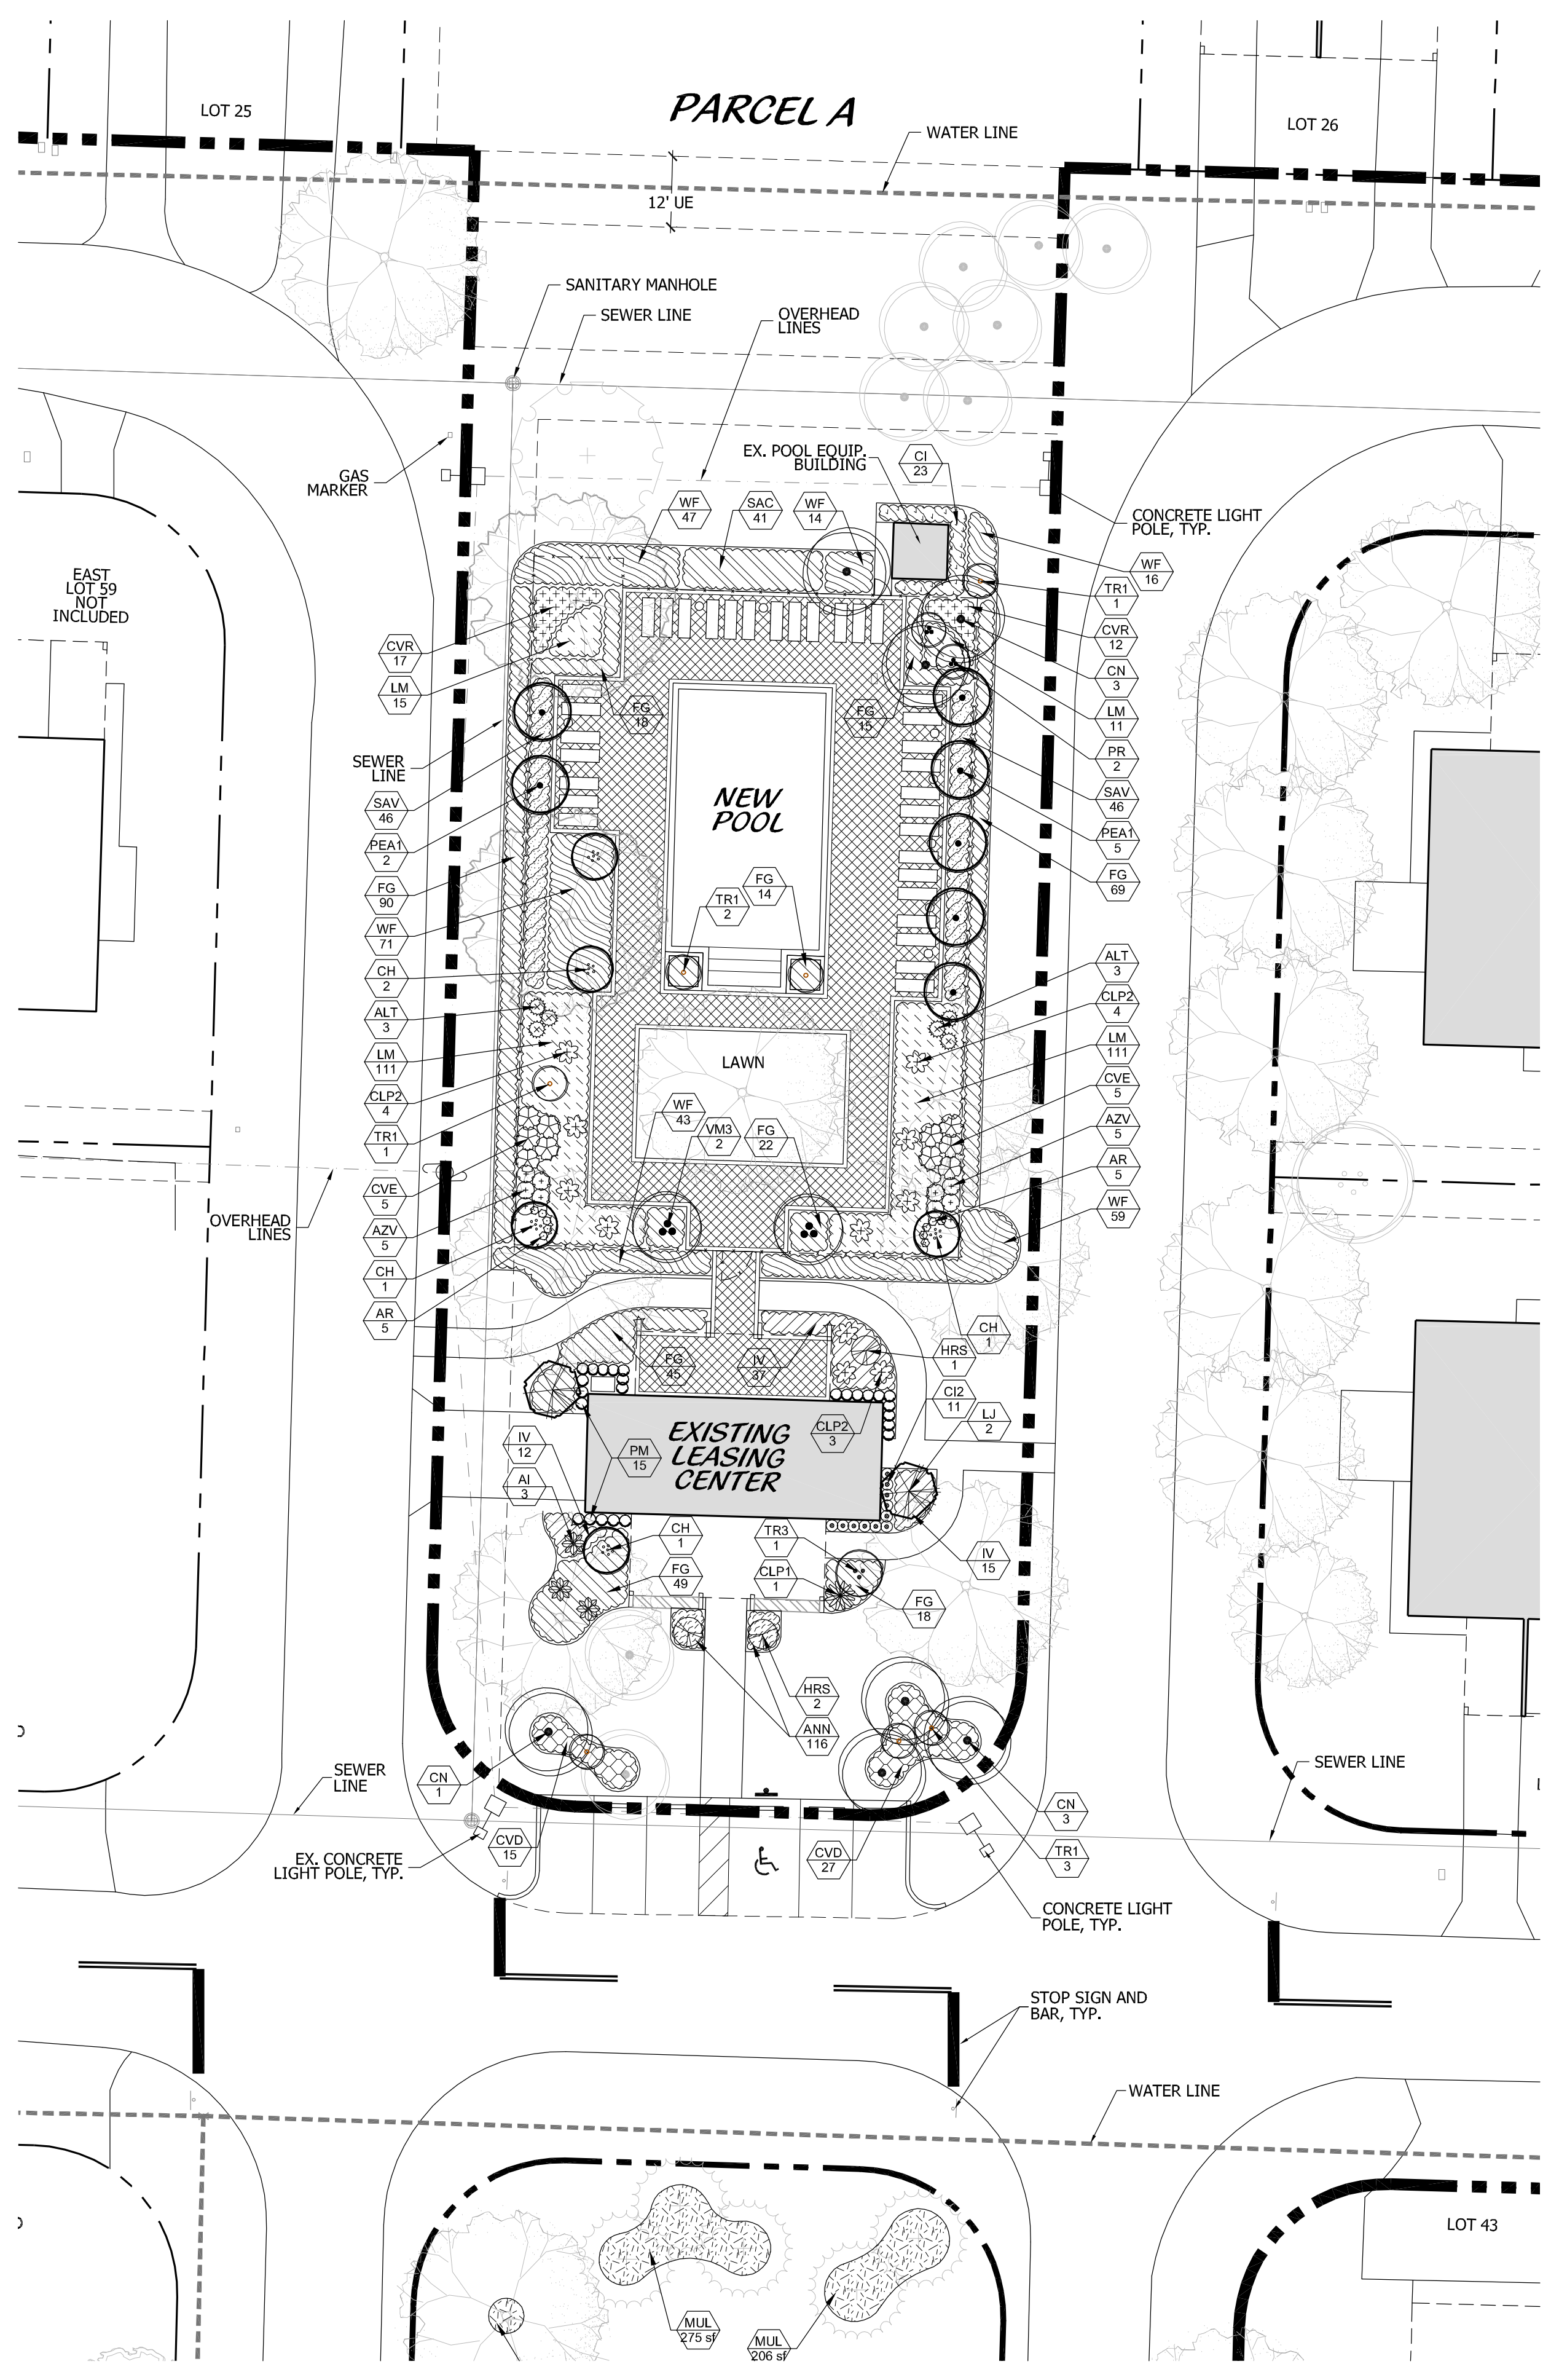 PARCEL A
LOT 25
WATER LINE
LOT 26
12' UE
SANITARY MANHOLE
SEWER LINE
OVERHEAD
LINES
EX. POOL EQUIP.
BUILDING
CI
23
GAS
MARKER
WF
47
SAC
41
WF
14
CONCRETE LIGHT
POLE, TYP.
WF
16
EAST
LOT 59
NOT
INCLUDED
TR1
1
CVR
17
CVR
12
LM
15
CN
3
FG
18
FG
15
LM
11
SEWER
LINE
PR
2
SAV
46
SAV
46
NEW
POOL
PEA1
2
PEA1
5
FG
90
FG
69
TR1
2
FG
14
WF
71
CH
2
ALT
3
ALT
3
CLP2
4
LM
111
LM
111
LAWN
CLP2
4
CVE
5
TR1
1
WF
43
VM3
2
FG
22
AZV
5
CVE
5
AR
5
OVERHEAD
LINES
AZV
5
WF
59
CH
1
AR
5
CH
1
FG
45
IV
37
HRS
1
CI2
11
LJ
2
CLP2
3
EXISTING
LEASING
CENTER
IV
12
PM
15
AI
3
CH
1
TR3
1
IV
15
FG
49
CLP1
1
FG
18
HRS
2
ANN
116
SEWER
LINE
CN
1
SEWER LINE
CN
3
CVD
15
CVD
27
TR1
3
EX. CONCRETE
LIGHT POLE, TYP.
CONCRETE LIGHT
POLE, TYP.
STOP SIGN AND
BAR, TYP.
WATER LINE
LOT 43
MUL
275 sf
MUL
206 sf